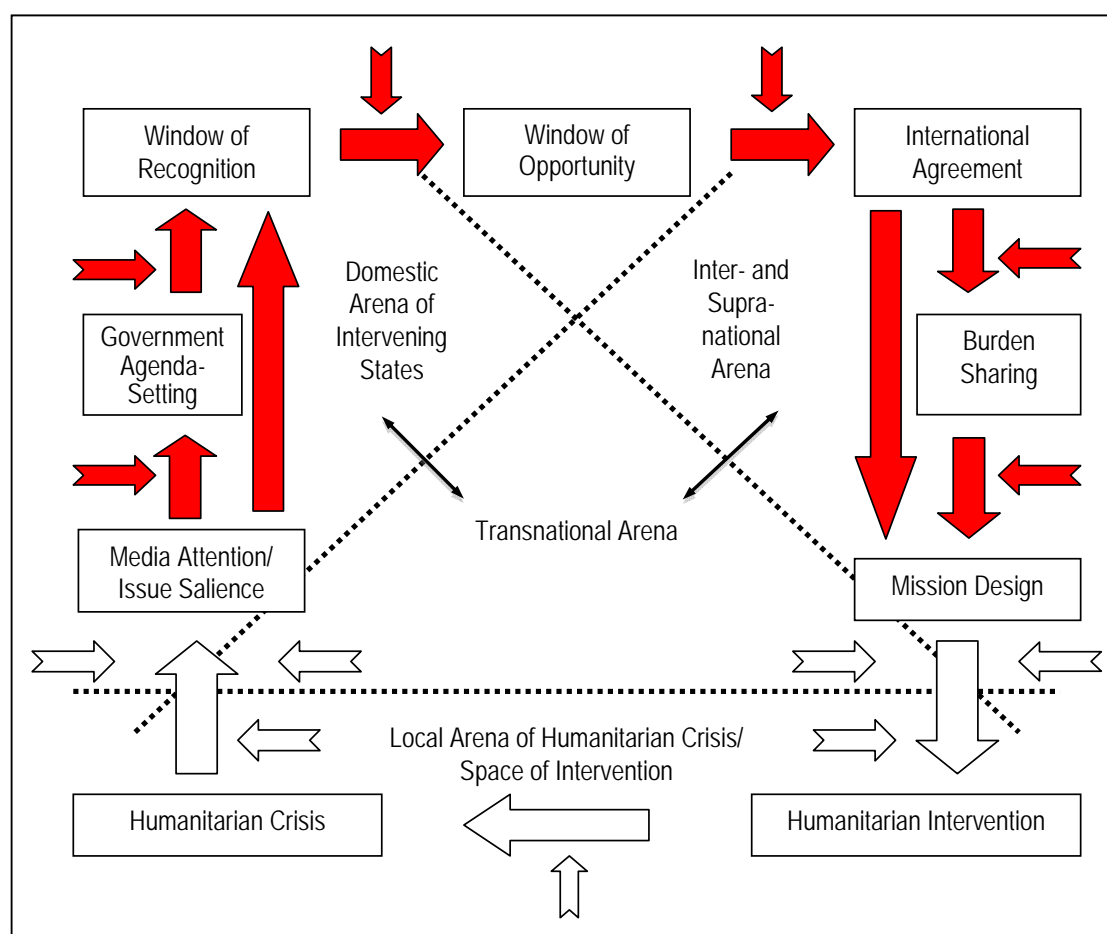 Window of
Recognition
Window of
Opportunity
International
Agreement
Domestic
Arena of
Intervening
States
Inter- and
Supra-
national
Arena
Government
Agenda-
Setting
Burden
Sharing
Transnational Arena
Media Attention/
Issue Salience
Mission Design
Local Arena of Humanitarian Crisis/
Space of Intervention
Humanitarian Crisis
Humanitarian Intervention